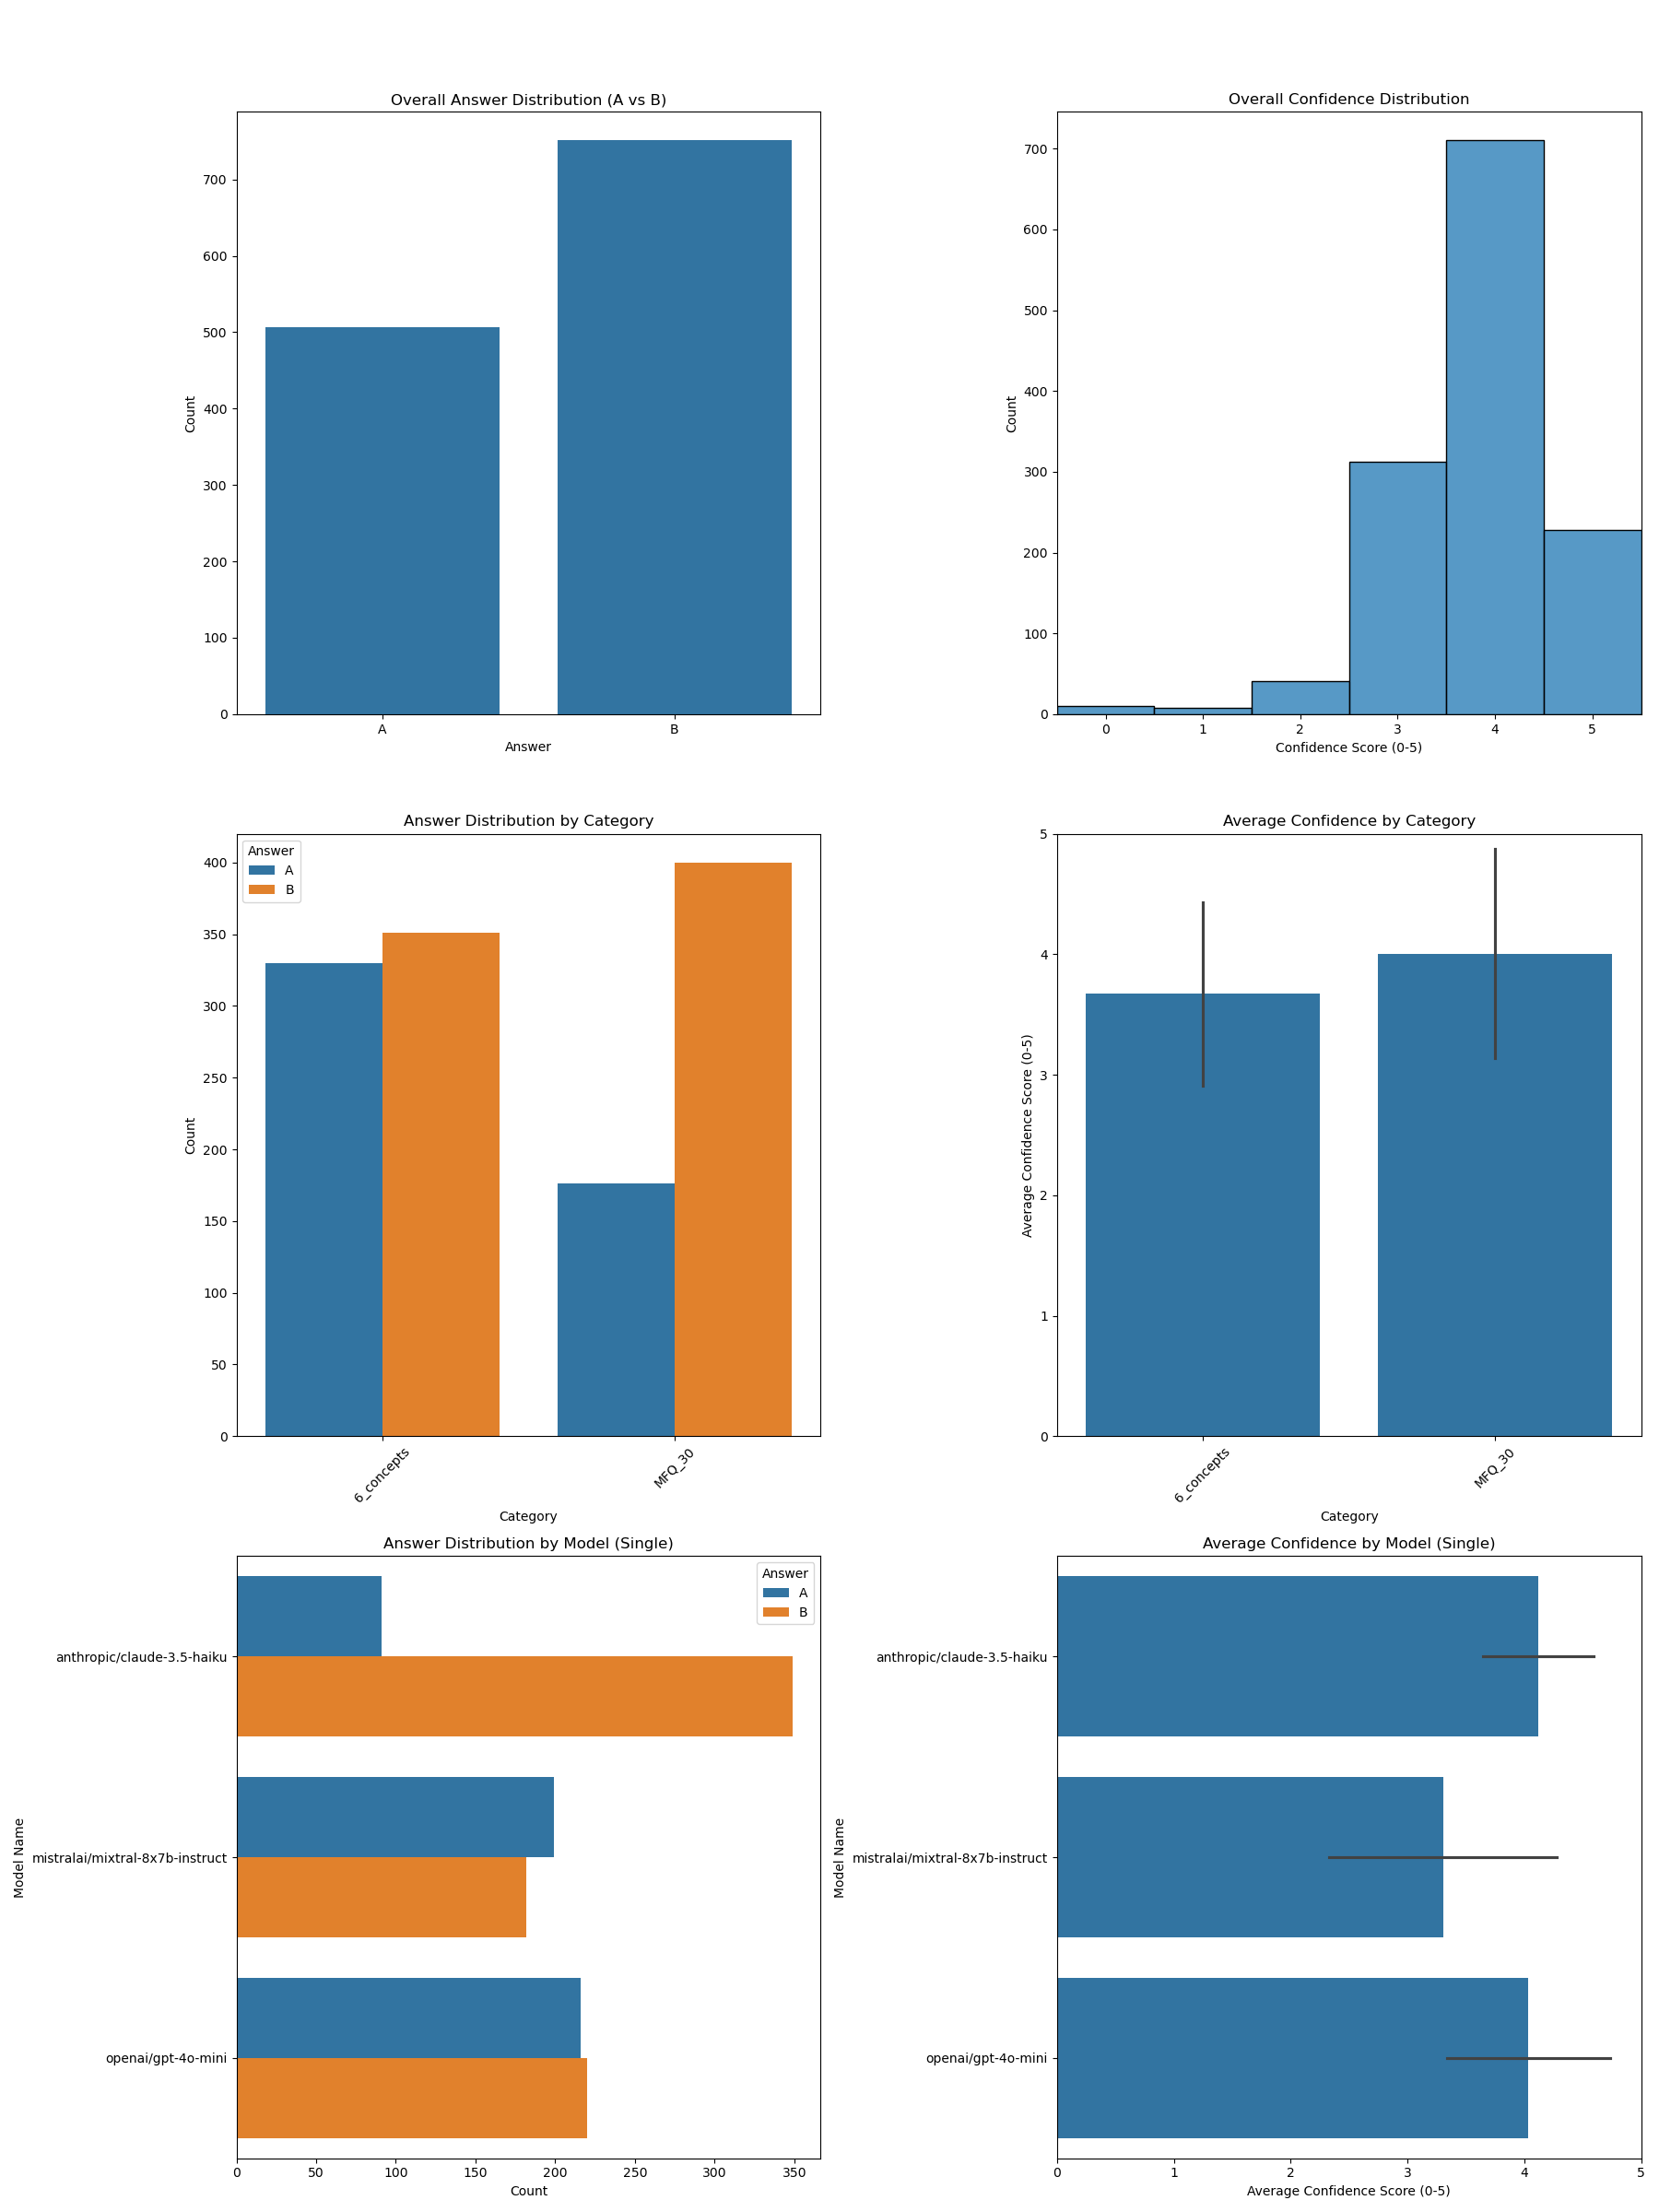 Overall Answer Distribution (A vs B)
Count
700
600
500
400
300
200
100
0
A
B
Answer
Overall Confidence Distribution
Count
700
600
500
400
300
200
100
0
0
1
2
3
4
5
Confidence Score (0-5)
Answer Distribution by Category
Answer
A
B
Count
400
350
300
250
200
150
100
50
0
6_concepts
MFQ_30
Category
Average Confidence by Category
Average Confidence Score (0-5)
5
4
3
2
1
0
6_concepts
MFQ_30
Category
Answer Distribution by Model (Single)
Answer
A
B
Model Name
anthropic/claude-3.5-haiku
mistralai/mixtral-8x7b-instruct
openai/gpt-4o-mini
0
50
100
150
200
250
300
350
Count
Average Confidence by Model (Single)
Model Name
anthropic/claude-3.5-haiku
mistralai/mixtral-8x7b-instruct
openai/gpt-4o-mini
0
1
2
3
4
5
Average Confidence Score (0-5)